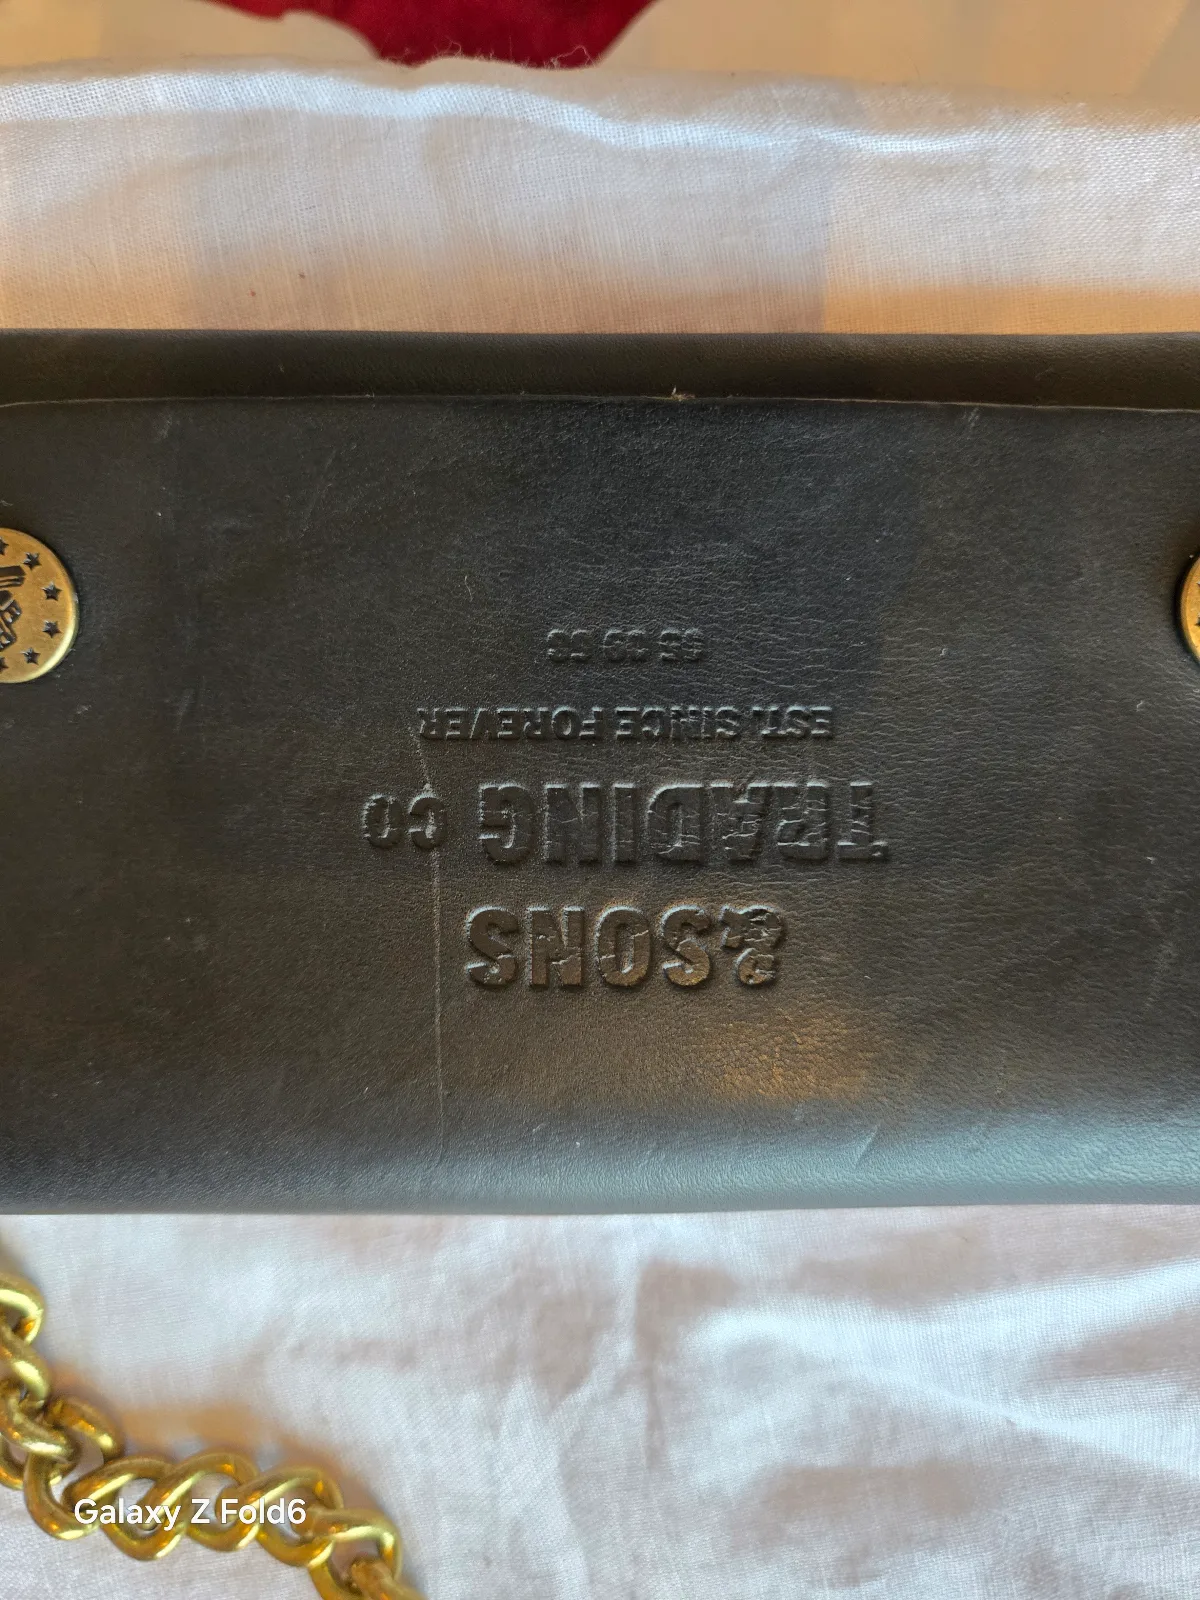 &SONS
TRADING CO
EST. SINCE FOREVER
Galaxy Z Fold6